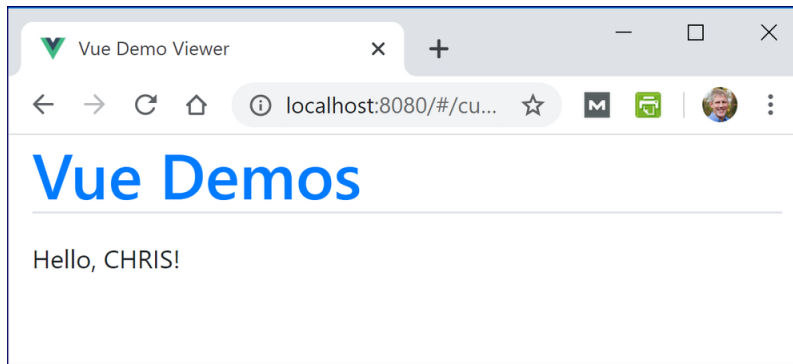 Vue Demo Viewer
localhost:8080/#/cu...
Vue Demos
Hello, CHRIS!